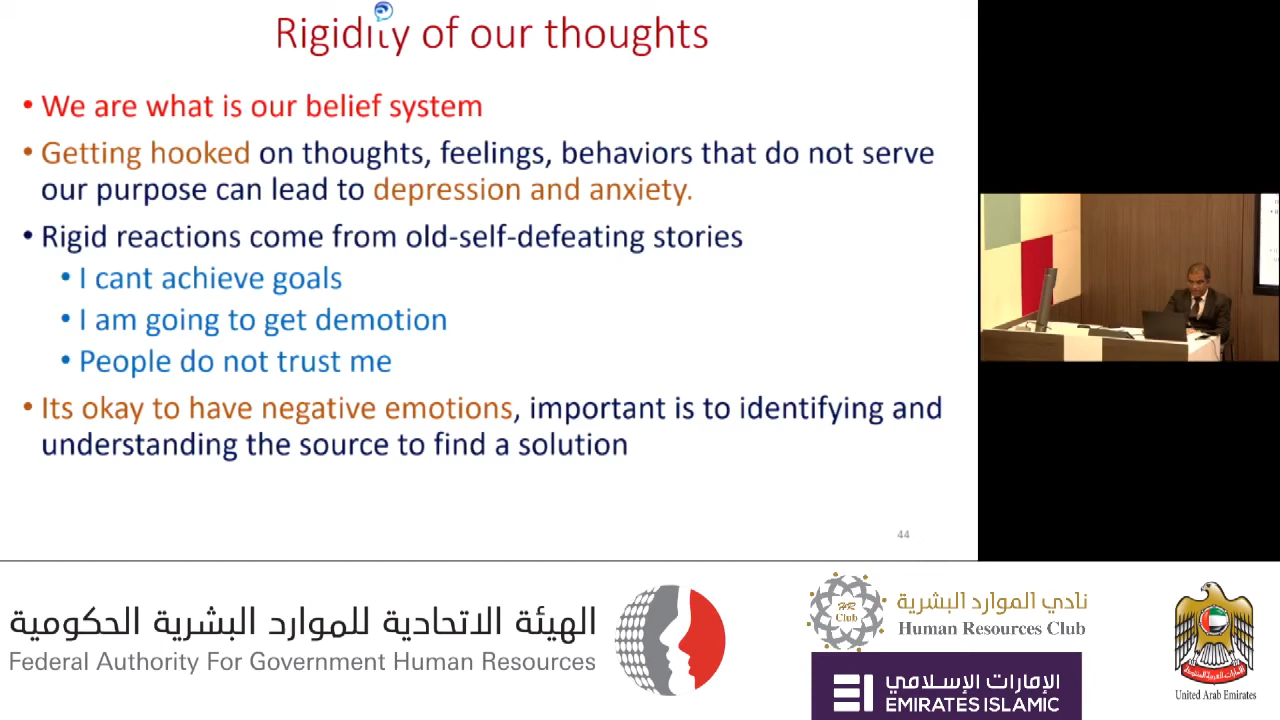 Rigidity of our thoughts
• We are what is our belief system
• Getting hooked on thoughts, feelings, behaviors that do not serve
our purpose can lead to depression and anxiety.
• Rigid reactions come from old-self-defeating stories
• I cant achieve goals
• I am going to get demotion
• People do not trust me
• Its okay to have negative emotions, important is to identifying and
understanding the source to find a solution
44
الهيئة الاتحادية للموارد البشرية الحكومية
Federal Authority For Government Human Resources
HR
Club
نادي الموارد البشرية
Human Resources Club
الإمارات الإسلامي
EMIRATES ISLAMIC
United Arab Emirates